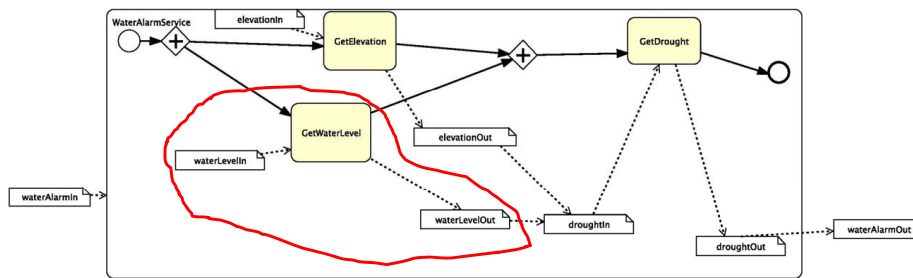 elevationIn
WaterAlarmService
GetElevation
GetDrought
GetWaterLevel
elevationOut
waterLevelIn
waterAlarmIn
waterLevelOut
droughtIn
waterAlarmOut
droughtOut